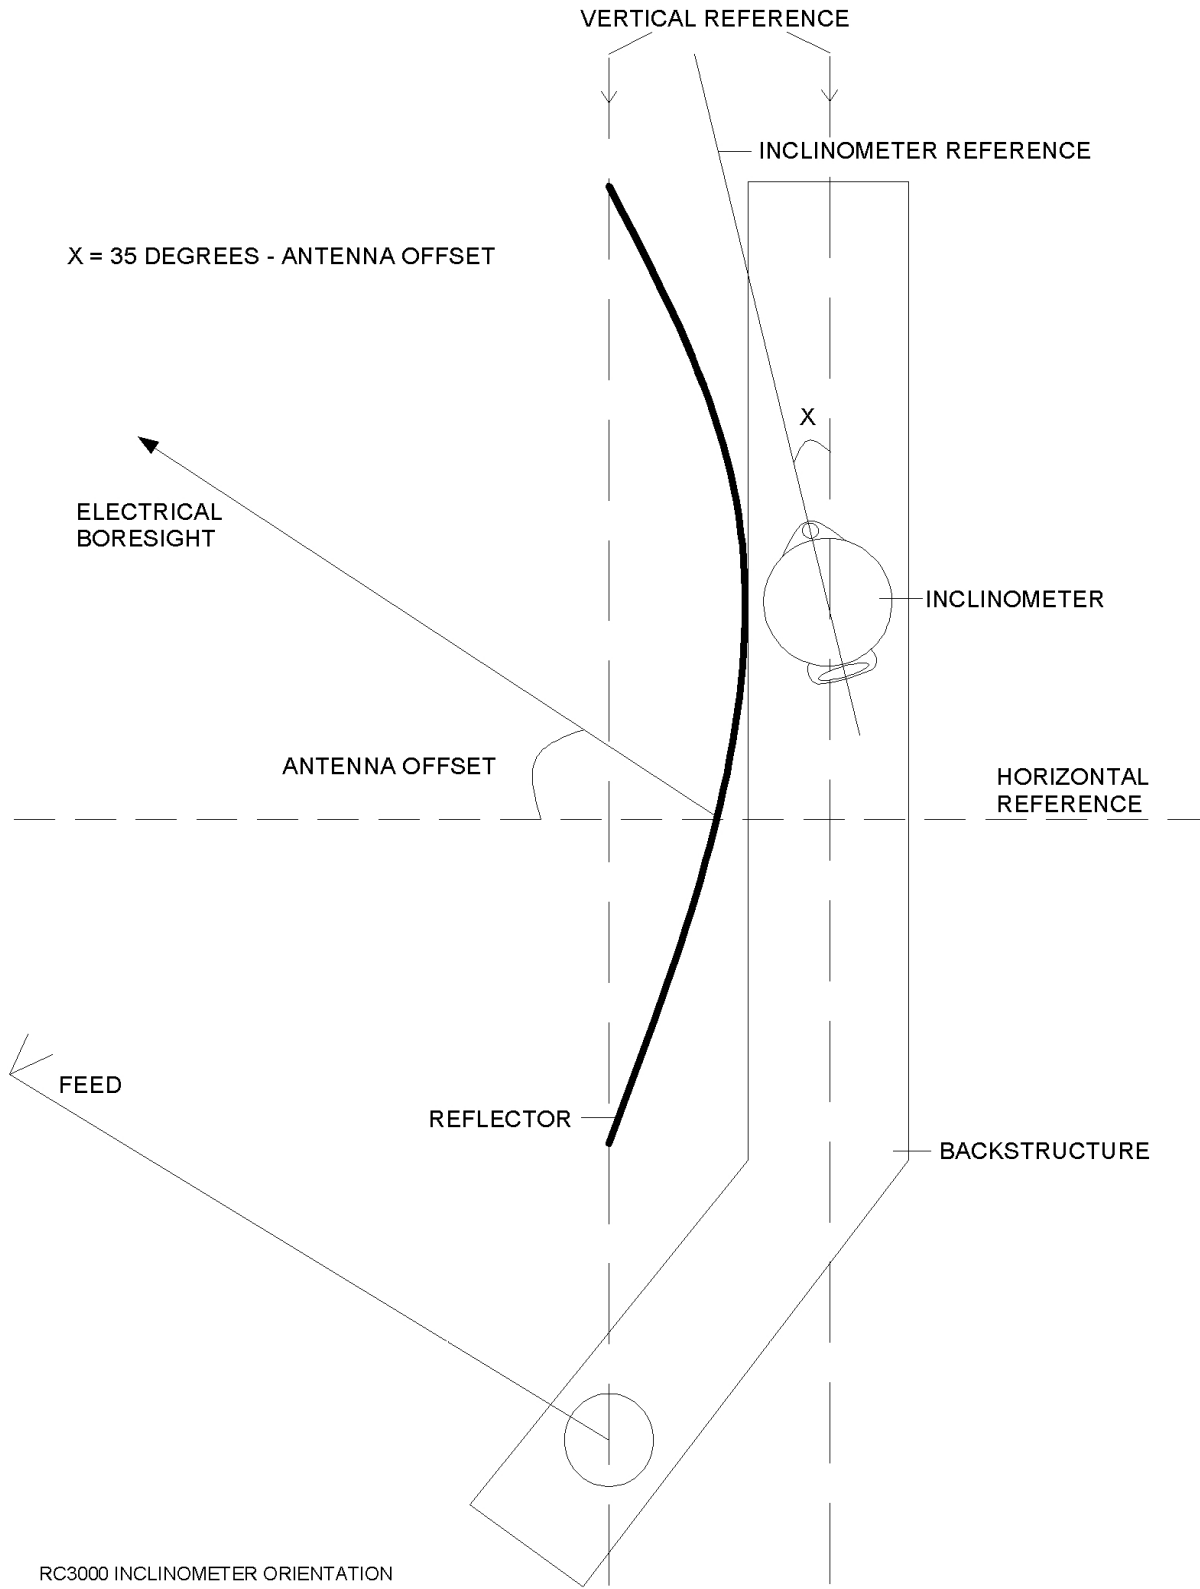 VERTICAL REFERENCE
INCLINOMETER REFERENCE
X = 35 DEGREES - ANTENNA OFFSET
X
ELECTRICAL
BORESIGHT
INCLINOMETER
ANTENNA OFFSET
HORIZONTAL
REFERENCE
FEED
REFLECTOR
BACKSTRUCTURE
RC3000 INCLINOMETER ORIENTATION